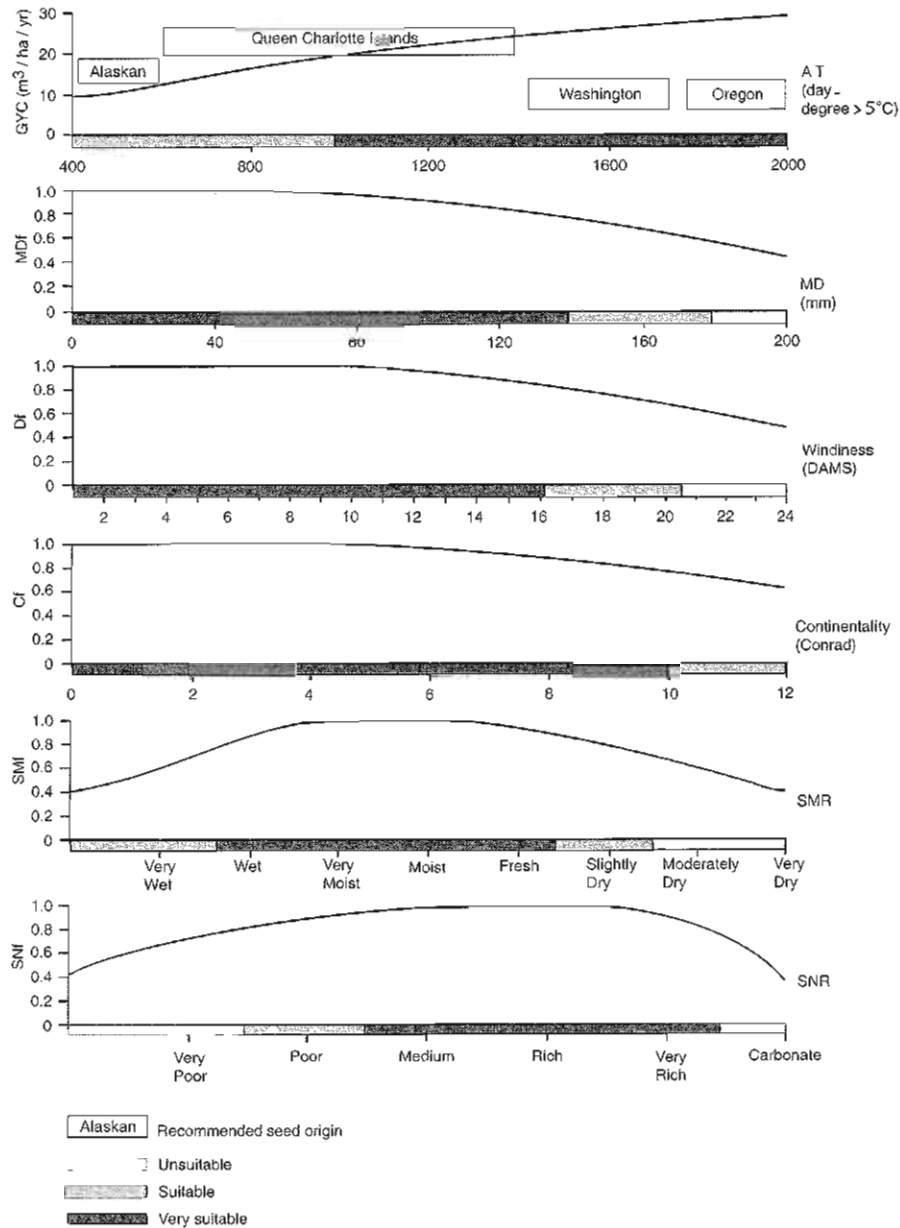 30
20
10
0
GYC (m³ / ha / yr)
Alaskan
Queen Charlotte Islands
Washington
Oregon
AT
(day -
degree > 5°C)
400 800 1200 1600 2000
1.0
0.8
0.6
0.4
0.2
0
MDf
MD
(mm)
0 40 80 120 160 200
1.0
0.8
0.6
0.4
0.2
0
Df
Windiness
(DAMS)
2 4 6 8 10 12 14 16 18 20 22 24
1.0
0.8
0.6
0.4
0.2
0
Cf
Continentality
(Conrad)
0 2 4 6 8 10 12
1.0
0.8
0.6
0.4
0.2
0
SMf
SMR
Very Wet Very Moist Fresh Slightly Moderately Very
Wet Moist Dry Dry Dry
1.0
0.8
0.6
0.4
0.2
0
SNf
SNR
Very Poor Medium Rich Very Carbonate
Poor Rich
Alaskan Recommended seed origin
Unsuitable
Suitable
Very suitable